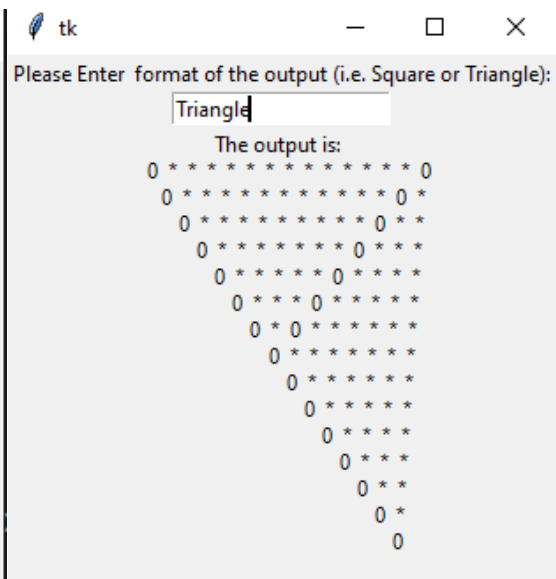 tk
Please Enter format of the output (i.e. Square or Triangle):
Triangle
The output is:
0 * * * * * * * * * * * * * 0
0 * * * * * * * * * * * 0 *
0 * * * * * * * * * 0 * *
0 * * * * * * * 0 * * *
0 * * * * * 0 * * * *
0 * * * 0 * * * * *
0 * 0 * * * * * *
0 * * * * * * *
0 * * * * * *
0 * * * * *
0 * * * *
0 * * *
0 * *
0 *
0